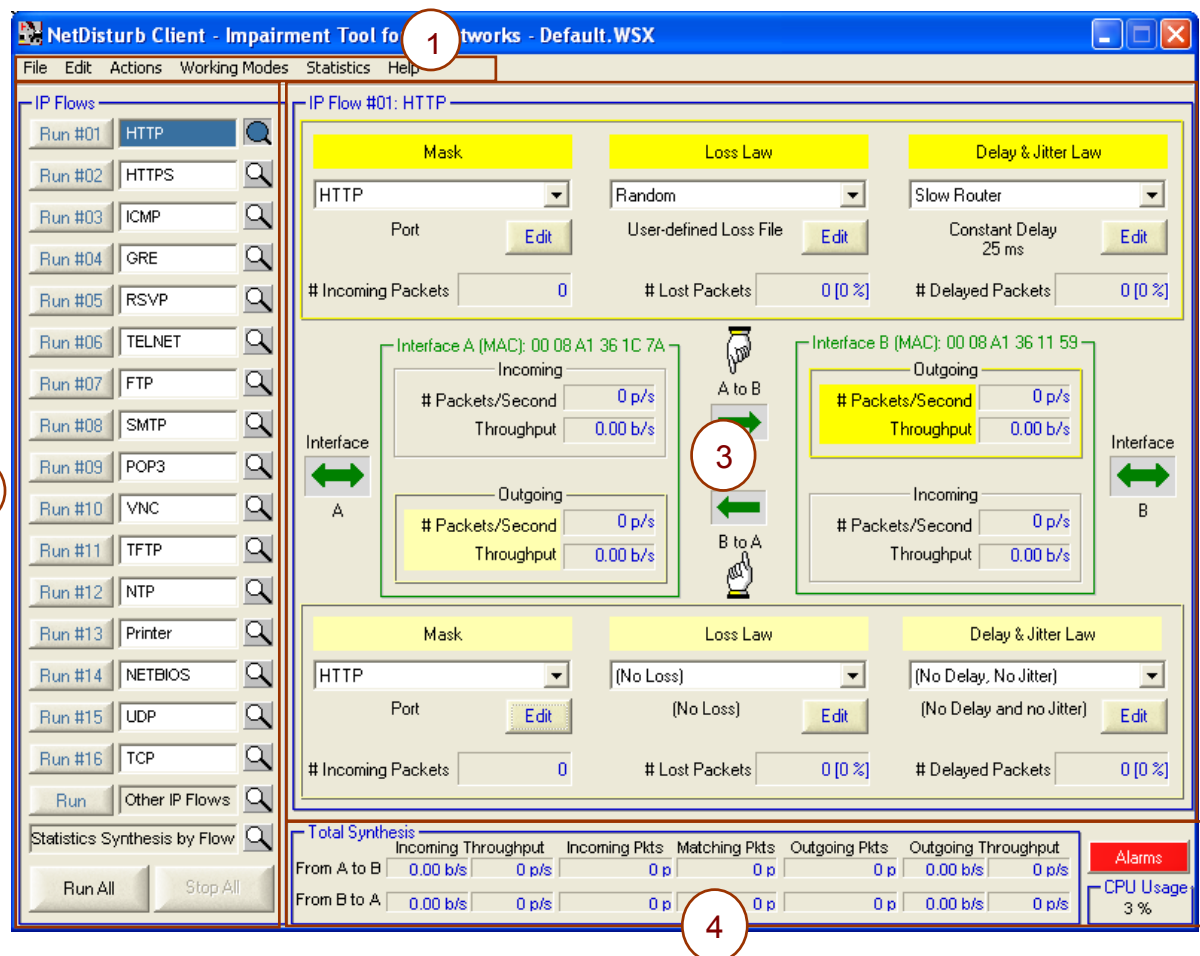 NetDisturb Client - Impairment Tool fo tworks - Default.WSX
1
File Edit Actions Working Modes Statistics Help
IP Flows
Run #01 HTTP
Run #02 HTTPS
Run #03 ICMP
Run #04 GRE
Run #05 RSVP
Run #06 TELNET
Run #07 FTP
Run #08 SMTP
Run #09 POP3
Run #10 VNC
Run #11 TFTP
Run #12 NTP
Run #13 Printer
Run #14 NETBIOS
Run #15 UDP
Run #16 TCP
Run Other IP Flows
Statistics Synthesis by Flow
Run All Stop All
IP Flow #01: HTTP
Mask Loss Law Delay & Jitter Law
HTTP Random Slow Router
Port Edit User-defined Loss File Edit Constant Delay Edit
25 ms
# Incoming Packets 0 # Lost Packets 0 [0 %] # Delayed Packets 0 [0 %]
Interface A (MAC): 00 08 A1 36 1C 7A
Incoming
# Packets/Second 0 p/s
Throughput 0.00 b/s
Interface
A
Outgoing
# Packets/Second 0 p/s
Throughput 0.00 b/s
A to B
3
B to A
Interface B (MAC): 00 08 A1 36 11 59
Outgoing
# Packets/Second 0 p/s
Throughput 0.00 b/s
Interface
B
Incoming
# Packets/Second 0 p/s
Throughput 0.00 b/s
Mask Loss Law Delay & Jitter Law
HTTP (No Loss) (No Delay, No Jitter)
Port Edit (No Loss) Edit (No Delay and no Jitter) Edit
# Incoming Packets 0 # Lost Packets 0 [0 %] # Delayed Packets 0 [0 %]
Total Synthesis
Incoming Throughput Incoming Pkts Matching Pkts Outgoing Pkts Outgoing Throughput
From A to B 0.00 b/s 0 p/s 0 p 0 p 0 p 0.00 b/s 0 p/s
From B to A 0.00 b/s 0 p/s 0 p 0 p 0 p 0.00 b/s 0 p/s
Alarms
CPU Usage
3 %
4